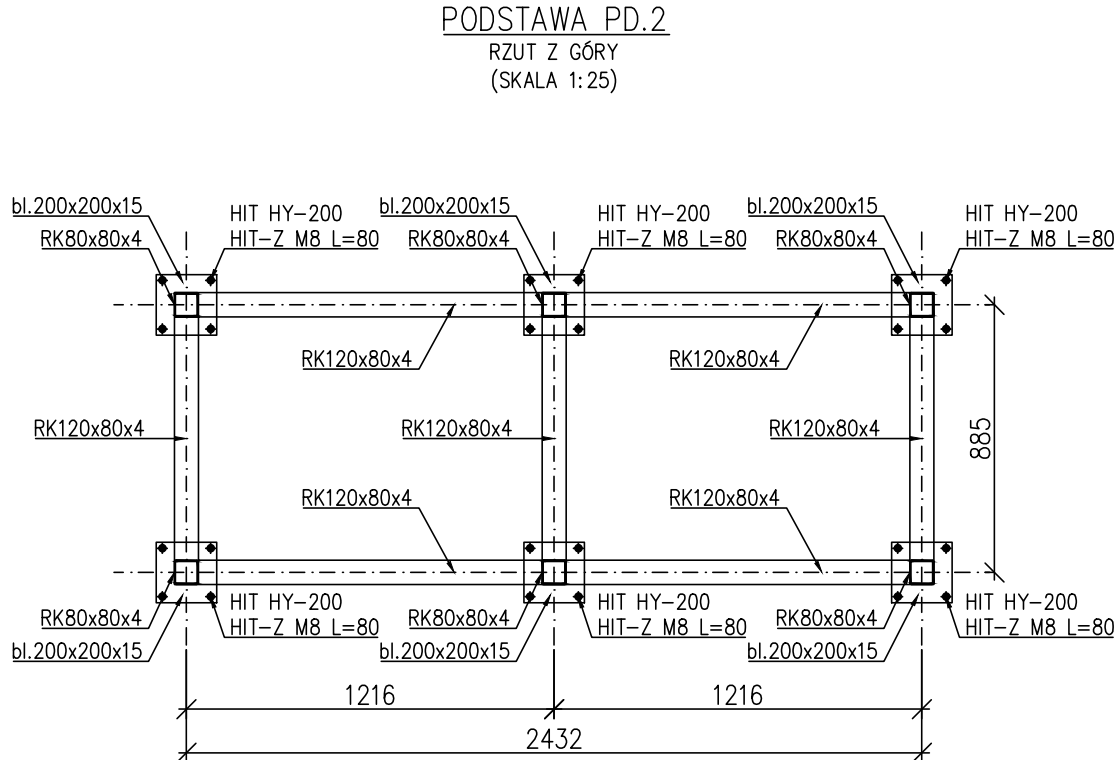 PODSTAWA PD.2
RZUT Z GÓRY
(SKALA 1:25)
bl.200x200x15
HIT HY-200
bl.200x200x15
HIT HY-200
bl.200x200x15
HIT HY-200
RK80x80x4
HIT-Z M8 L=80
RK80x80x4
HIT-Z M8 L=80
RK80x80x4
HIT-Z M8 L=80
RK120x80x4
RK120x80x4
RK120x80x4
RK120x80x4
RK120x80x4
885
RK120x80x4
RK120x80x4
RK80x80x4
HIT HY-200
RK80x80x4
HIT HY-200
RK80x80x4
HIT HY-200
HIT-Z M8 L=80
HIT-Z M8 L=80
HIT-Z M8 L=80
bl.200x200x15
bl.200x200x15
bl.200x200x15
1216
1216
2432